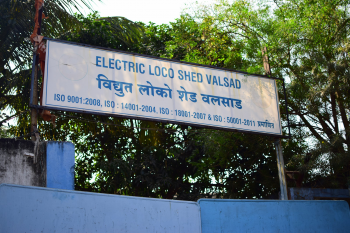 ELECTRIC LOCO SHED VALSAD
विद्युत लोको शेड वलसाड
ISO 9001:2008, ISO : 14001-2004, ISO : 18001-2007 & ISO : 50001-2011 प्रमाणित